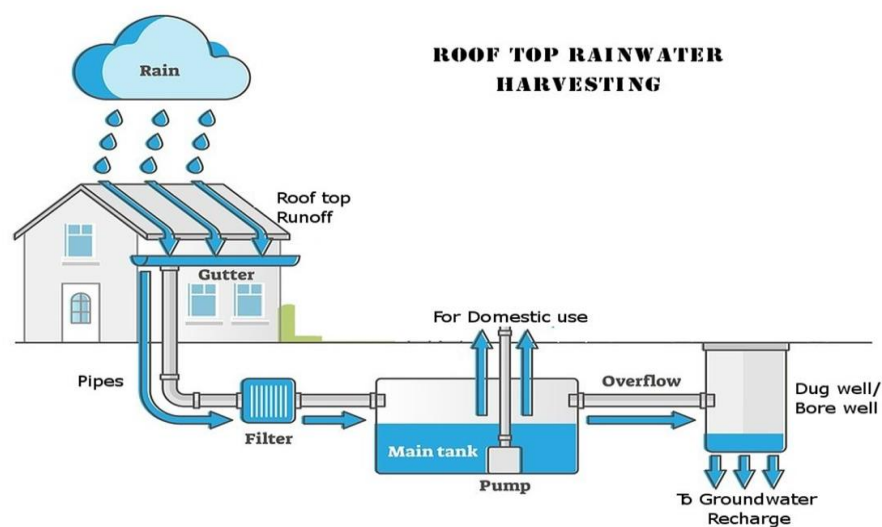 ROOF TOP RAINWATER
HARVESTING
Rain
Roof top
Runoff
Gutter
For Domestic use
Pipes
Overflow
Dug well/
Bore well
Filter
Main tank
Pump
To Groundwater
Recharge